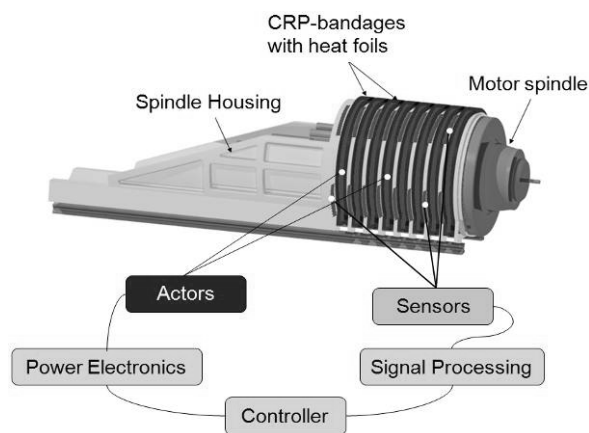 CRP-bandages
with heat foils
Motor spindle
Spindle Housing
Actors
Sensors
Power Electronics
Signal Processing
Controller